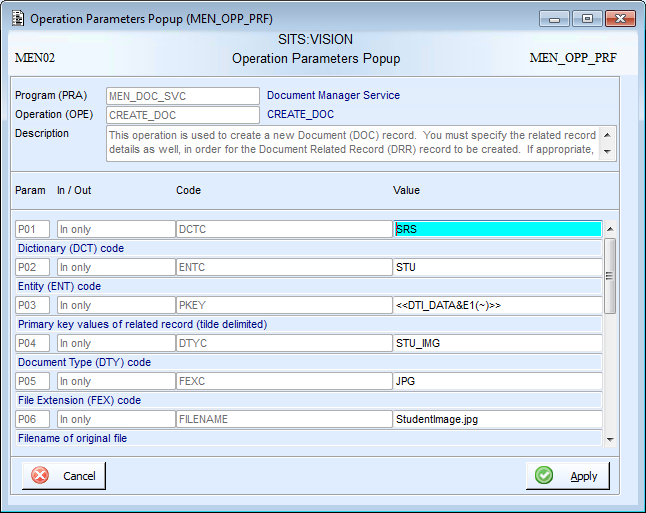 Operation Parameters Popup (MEN_OPP_PRF)
SITS:VISION
MEN02 Operation Parameters Popup MEN_OPP_PRF
Program (PRA) MEN_DOC_SVC Document Manager Service
Operation (OPE) CREATE_DOC CREATE_DOC
Description This operation is used to create a new Document (DOC) record. You must specify the related record
details as well, in order for the Document Related Record (DRR) record to be created. If appropriate,
Param In / Out Code Value
P01 In only DCTC SRS
Dictionary (DCT) code
P02 In only ENTC STU
Entity (ENT) code
P03 In only PKEY <<DTI_DATA&E1(~)>>
Primary key values of related record (tilde delimited)
P04 In only DTYC STU_IMG
Document Type (DTY) code
P05 In only FEXC JPG
File Extension (FEX) code
P06 In only FILENAME StudentImage.jpg
Filename of original file
Cancel Apply